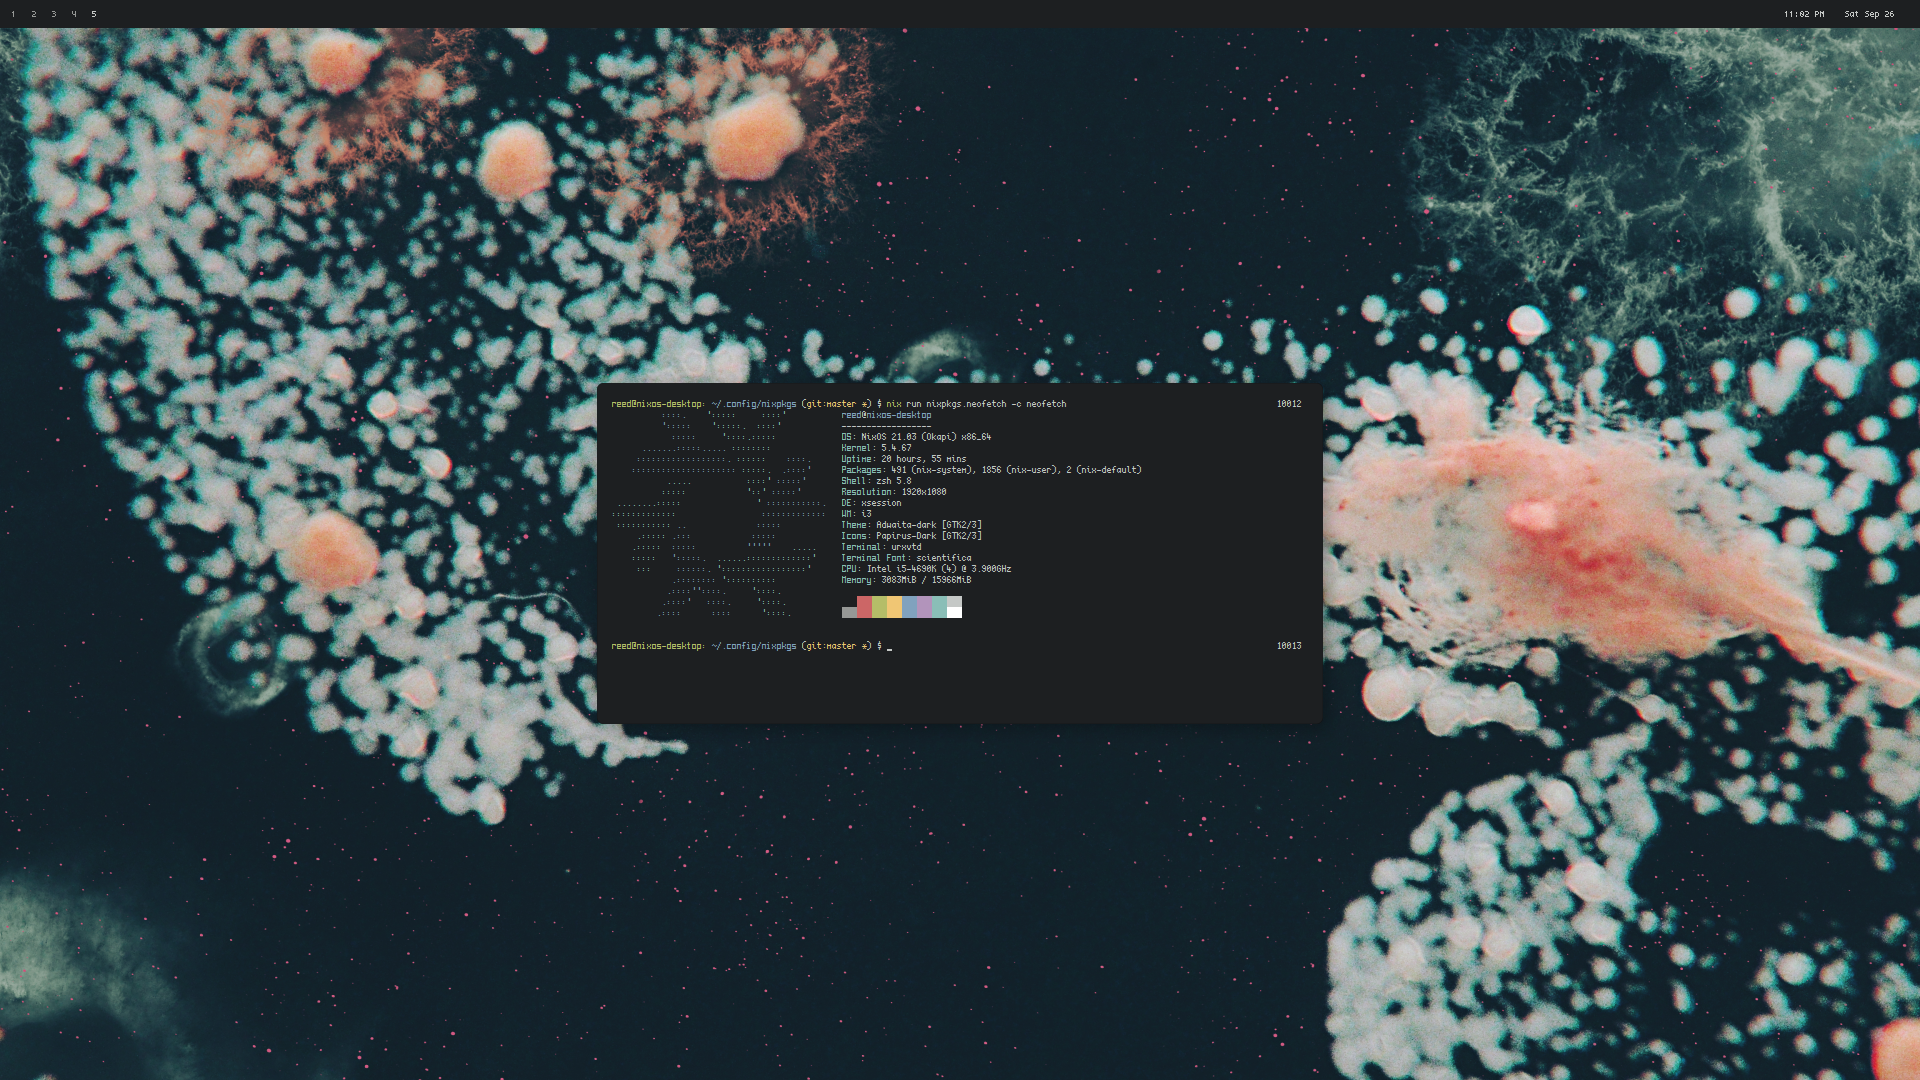 1 2 3 4 5
11:02 PM Sat Sep 26
reed@nixos-desktop: ~/.config/nixpkgs (git:master *) $ nix run nixpkgs.neofetch -c neofetch 10012
reed@nixos-desktop
------------------
OS: NixOS 21.03 (Okapi) x86_64
Kernel: 5.4.67
Uptime: 20 hours, 55 mins
Packages: 491 (nix-system), 1856 (nix-user), 2 (nix-default)
Shell: zsh 5.8
Resolution: 1920x1080
DE: xsession
WM: i3
Theme: Adwaita-dark [GTK2/3]
Icons: Papirus-Dark [GTK2/3]
Terminal: urxvtd
Terminal Font: scientifica
CPU: Intel i5-4690K (4) @ 3.900GHz
Memory: 3083MiB / 15966MiB
reed@nixos-desktop: ~/.config/nixpkgs (git:master *) $ _ 10013